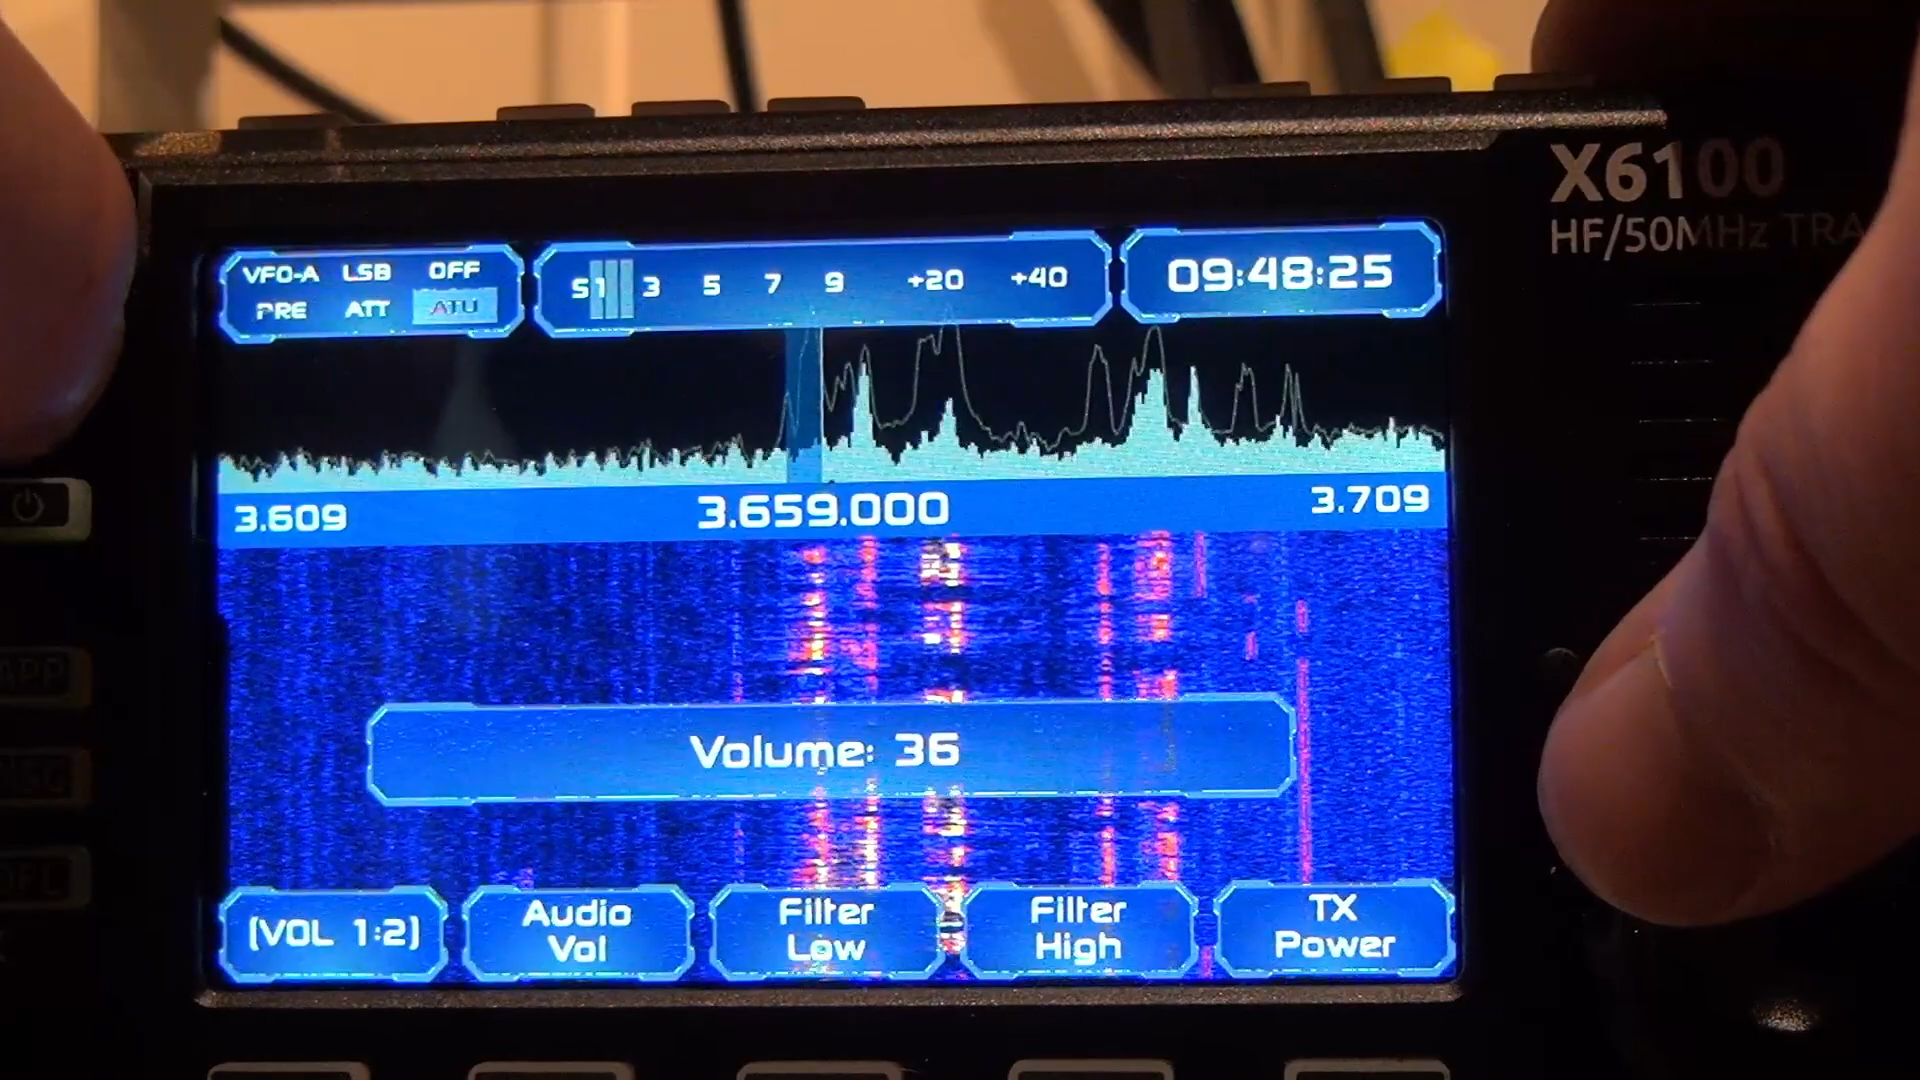 X6100
HF/50MHz TRA
VFO-A LSB OFF
PRE ATT ATU
S1 3 5 7 9 +20 +40
09:48:25
3.609 3.659.000 3.709
Volume: 36
(VOL 1:2)
Audio
Vol
Filter
Low
Filter
High
TX
Power
APP